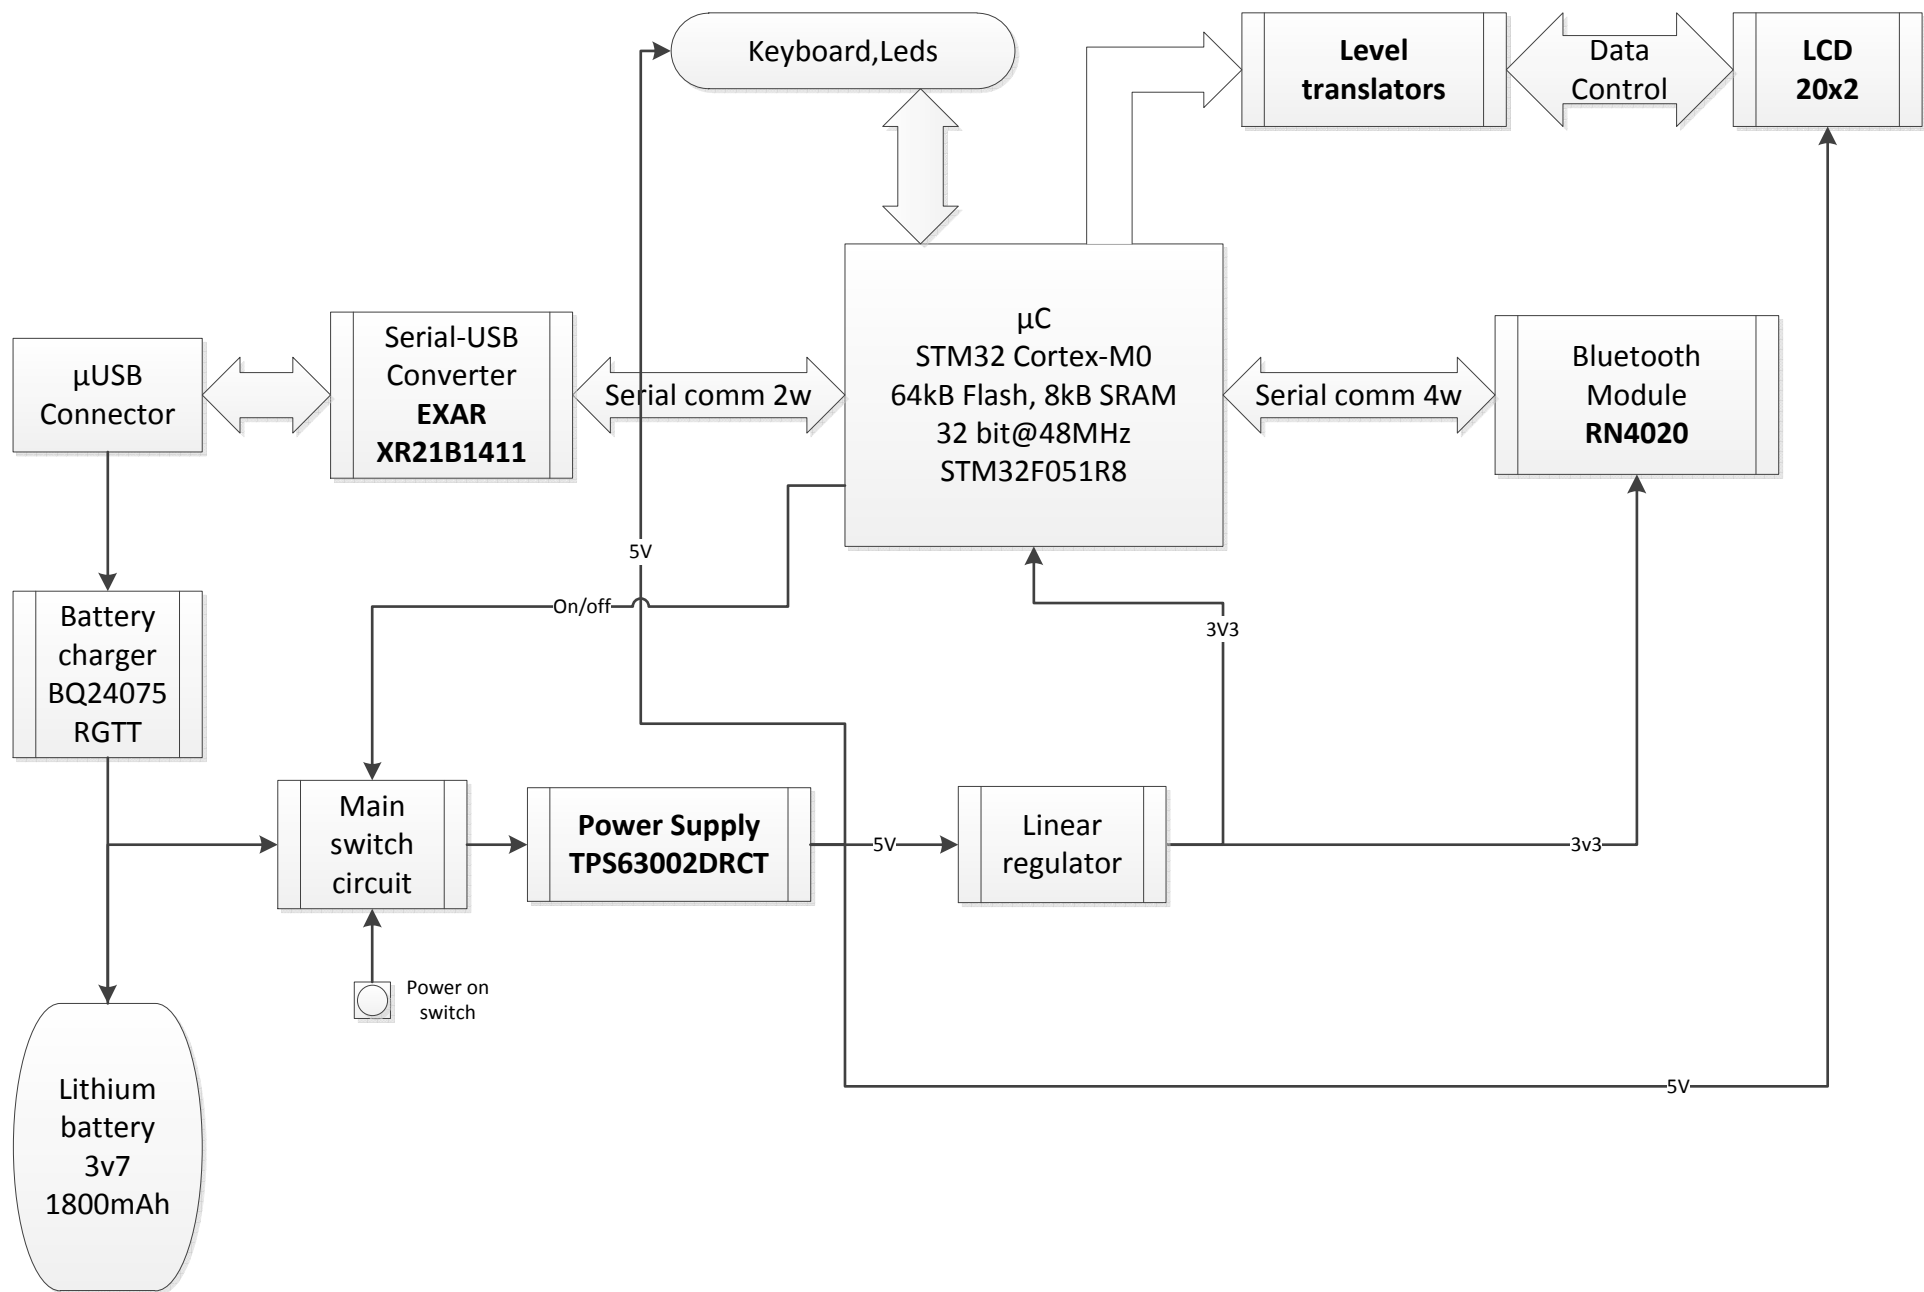 Keyboard,Leds
Level
translators
Data
Control
LCD
20x2
µUSB
Connector
Serial-USB
Converter
EXAR
XR21B1411
Serial comm 2w
µC
STM32 Cortex-M0
64kB Flash, 8kB SRAM
32 bit@48MHz
STM32F051R8
Serial comm 4w
Bluetooth
Module
RN4020
5V
On/off
3V3
Battery
charger
BQ24075
RGTT
Main
switch
circuit
Power Supply
TPS63002DRCT
5V
Linear
regulator
3v3
Power on
switch
5V
Lithium
battery
3v7
1800mAh